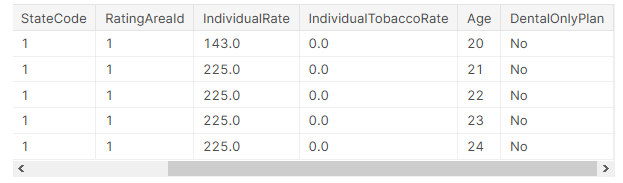 StateCode RatingAreaId IndividualRate IndividualTobaccoRate Age DentalOnlyPlan
1 1 143.0 0.0 20 No
1 1 225.0 0.0 21 No
1 1 225.0 0.0 22 No
1 1 225.0 0.0 23 No
1 1 225.0 0.0 24 No